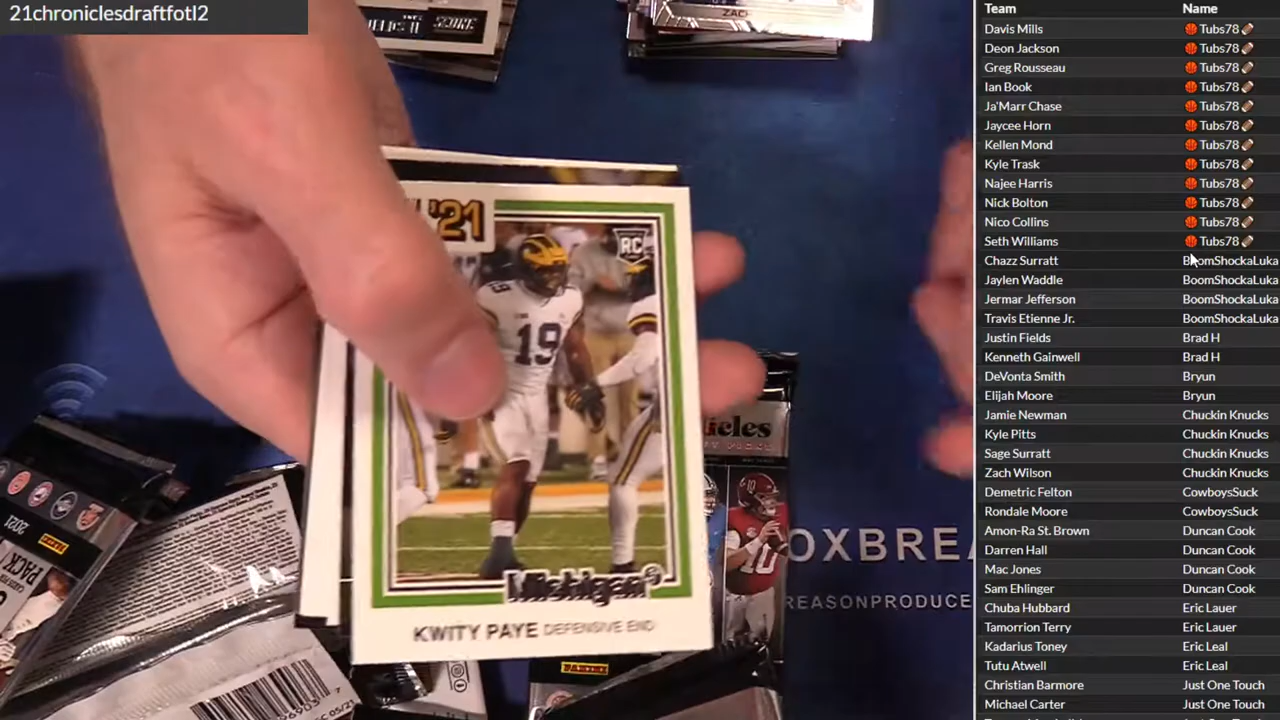 21chroniclesdraftfotl2
SCORE
ZAC
'21
RC
19
Michigan
KWITY PAYE DEFENSIVE END
10
PANINI
2021
PACK
OXBREA
REASONPRODUCE
Team Name
Davis Mills 🏀 Tubs78 🏈
Deon Jackson 🏀 Tubs78 🏈
Greg Rousseau 🏀 Tubs78 🏈
Ian Book 🏀 Tubs78 🏈
Ja'Marr Chase 🏀 Tubs78 🏈
Jaycee Horn 🏀 Tubs78 🏈
Kellen Mond 🏀 Tubs78 🏈
Kyle Trask 🏀 Tubs78 🏈
Najee Harris 🏀 Tubs78 🏈
Nick Bolton 🏀 Tubs78 🏈
Nico Collins 🏀 Tubs78 🏈
Seth Williams 🏀 Tubs78 🏈
Chazz Surratt BoomShockaLuka
Jaylen Waddle BoomShockaLuka
Jermar Jefferson BoomShockaLuka
Travis Etienne Jr. BoomShockaLuka
Justin Fields Brad H
Kenneth Gainwell Brad H
DeVonta Smith Bryun
Elijah Moore Bryun
Jamie Newman Chuckin Knucks
Kyle Pitts Chuckin Knucks
Sage Surratt Chuckin Knucks
Zach Wilson Chuckin Knucks
Demetric Felton CowboysSuck
Rondale Moore CowboysSuck
Amon-Ra St. Brown Duncan Cook
Darren Hall Duncan Cook
Mac Jones Duncan Cook
Sam Ehlinger Duncan Cook
Chuba Hubbard Eric Lauer
Tamorrion Terry Eric Lauer
Kadarius Toney Eric Leal
Tutu Atwell Eric Leal
Christian Barmore Just One Touch
Michael Carter Just One Touch